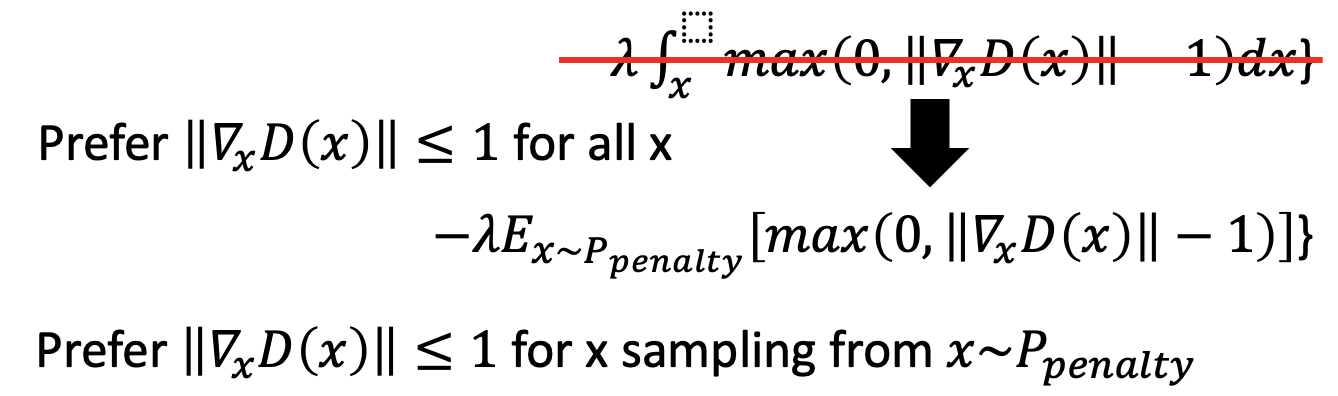 λ∫ₓ max(0, ‖∇ₓD(x)‖ − 1)dx}
Prefer ‖∇ₓD(x)‖ ≤ 1 for all x
−λE_{x~P_{penalty}}[max(0, ‖∇ₓD(x)‖ − 1)]}
Prefer ‖∇ₓD(x)‖ ≤ 1 for x sampling from x~P_{penalty}